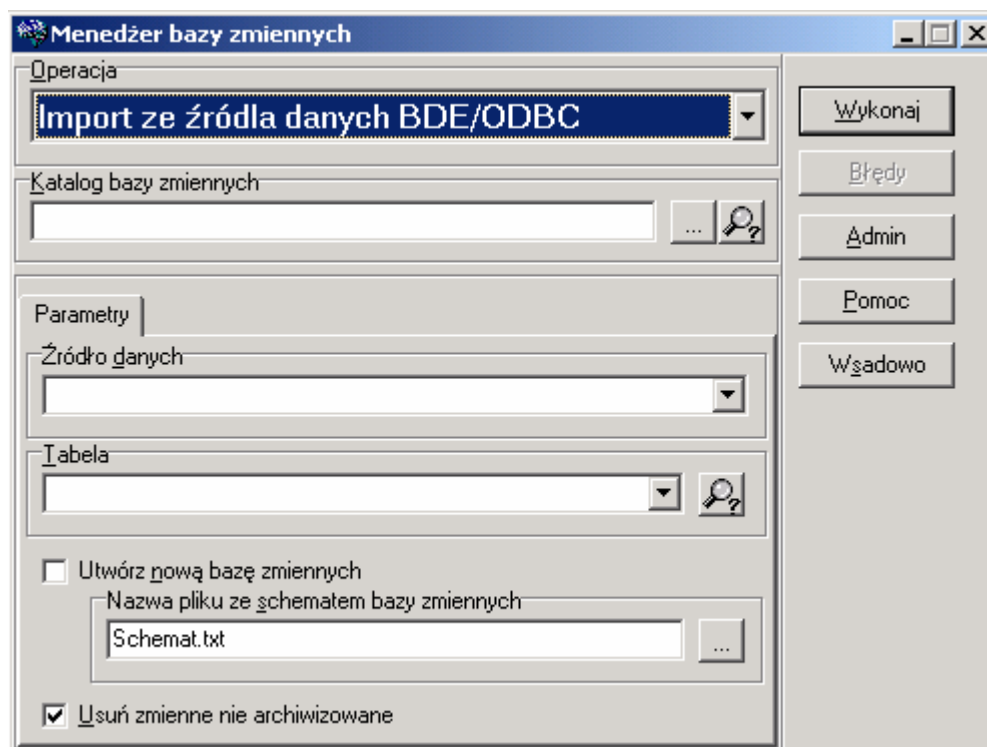 Menedżer bazy zmiennych
Operacja
Import ze źródła danych BDE/ODBC
Wykonaj
Błędy
Katalog bazy zmiennych
...
Admin
Pomoc
Parametry
Źródło danych
Wsadowo
Tabela
Utwórz nową bazę zmiennych
Nazwa pliku ze schematem bazy zmiennych
Schemat.txt
...
Usuń zmienne nie archiwizowane